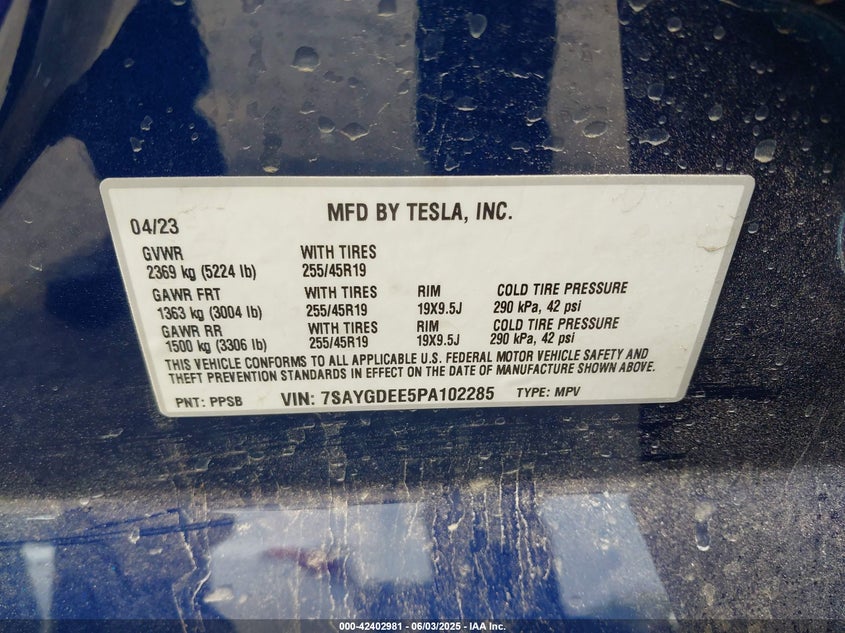 MFD BY TESLA, INC.
04/23
GVWR WITH TIRES
2369 kg (5224 lb) 255/45R19
GAWR FRT WITH TIRES RIM COLD TIRE PRESSURE
1363 kg (3004 lb) 255/45R19 19X9.5J 290 kPa, 42 psi
GAWR RR WITH TIRES RIM COLD TIRE PRESSURE
1500 kg (3306 lb) 255/45R19 19X9.5J 290 kPa, 42 psi
THIS VEHICLE CONFORMS TO ALL APPLICABLE U.S. FEDERAL MOTOR VEHICLE SAFETY AND
THEFT PREVENTION STANDARDS IN EFFECT ON THE DATE OF MANUFACTURE SHOWN ABOVE.
PNT: PPSB VIN: 7SAYGDEE5PA102285 TYPE: MPV
000-42402981 - 06/03/2025 - IAA Inc.